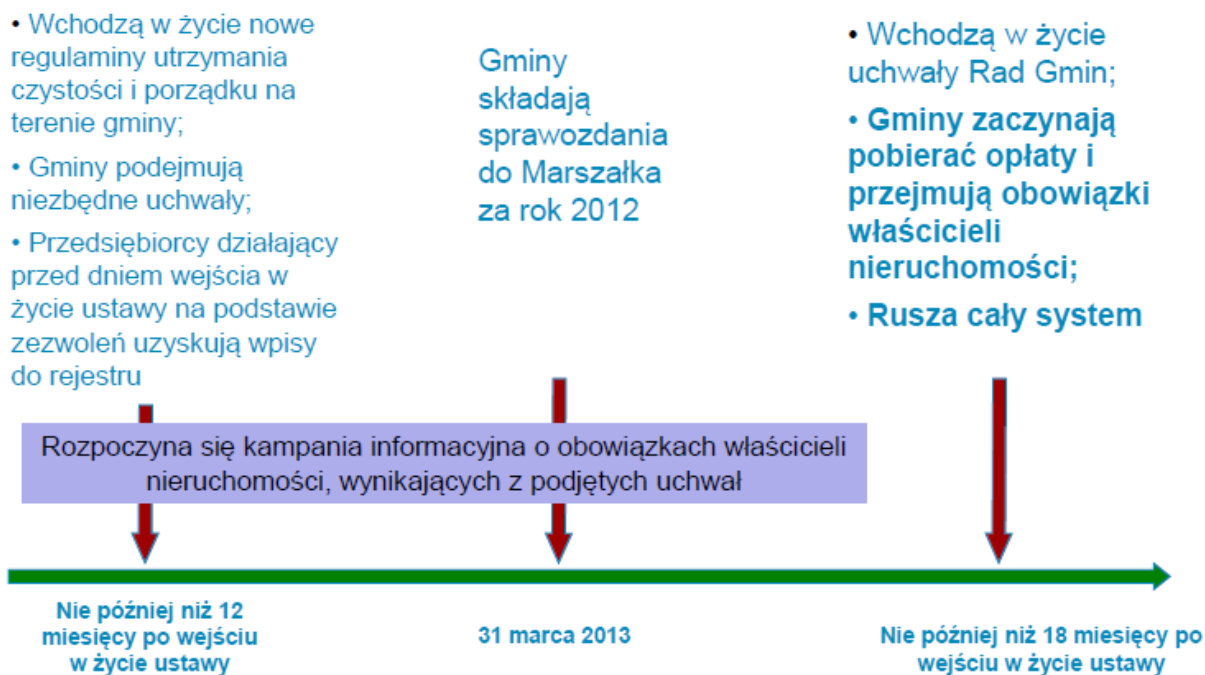 • Wchodzą w życie nowe
regulaminy utrzymania
czystości i porządku na
terenie gminy;
• Gminy podejmują
niezbędne uchwały;
• Przedsiębiorcy działający
przed dniem wejścia w
życie ustawy na podstawie
zezwoleń uzyskują wpisy
do rejestru
Gminy
składają
sprawozdania
do Marszałka
za rok 2012
• Wchodzą w życie
uchwały Rad Gmin;
• Gminy zaczynają
pobierać opłaty i
przejmują obowiązki
właścicieli
nieruchomości;
• Rusza cały system
Rozpoczyna się kampania informacyjna o obowiązkach właścicieli
nieruchomości, wynikających z podjętych uchwał
Nie później niż 12
miesięcy po wejściu
w życie ustawy
31 marca 2013
Nie później niż 18 miesięcy po
wejściu w życie ustawy